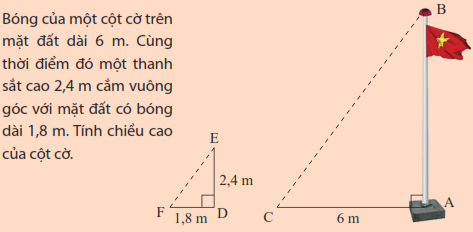 Bóng của một cột cờ trên
mặt đất dài 6 m. Cùng
thời điểm đó một thanh
sắt cao 2,4 m cắm vuông
góc với mặt đất có bóng
dài 1,8 m. Tính chiều cao
của cột cờ.
B
E
2,4 m
F
1,8 m
D
C
6 m
A